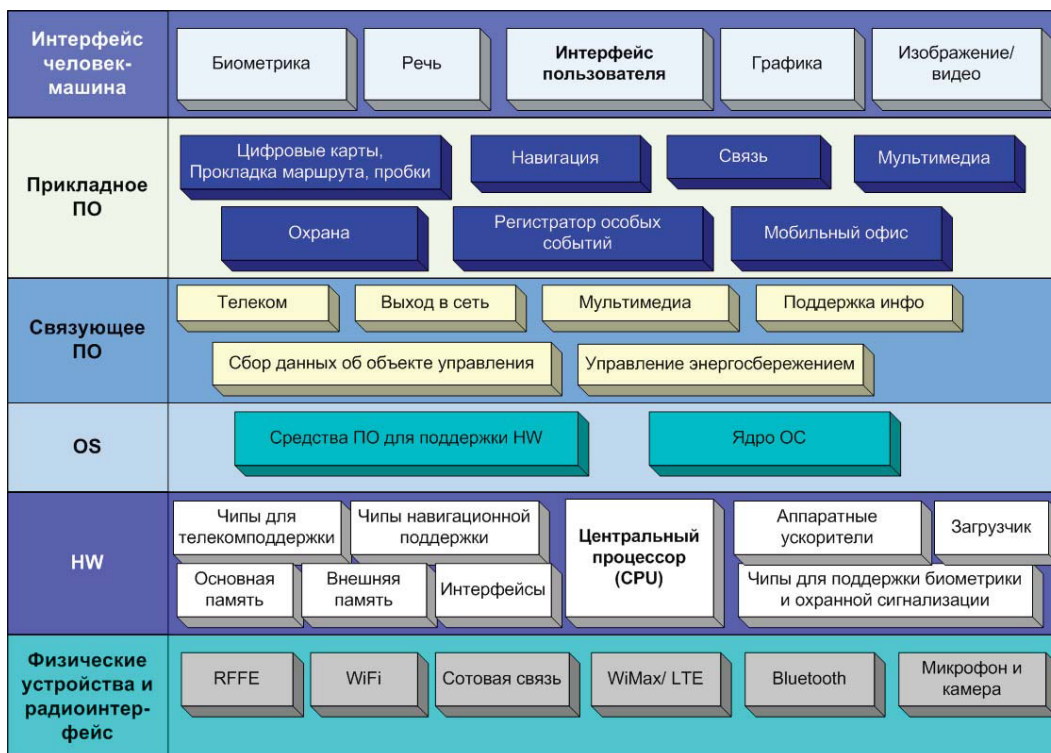 Интерфейс
человек-
машина
Биометрика
Речь
Интерфейс
пользователя
Графика
Изображение/
видео
Прикладное
ПО
Цифровые карты,
Прокладка маршрута, пробки
Навигация
Связь
Мультимедиа
Охрана
Регистратор особых
событий
Мобильный офис
Связующее
ПО
Телеком
Выход в сеть
Мультимедиа
Поддержка инфо
Сбор данных об объекте управления
Управление энергосбережением
OS
Средства ПО для поддержки HW
Ядро ОС
HW
Чипы для
телекомподдержки
Чипы навигационной
поддержки
Центральный
процессор
(CPU)
Аппаратные
ускорители
Загрузчик
Основная
память
Внешняя
память
Интерфейсы
Чипы для поддержки биометрики
и охранной сигнализации
Физические
устройства и
радиоинтер-
фейс
RFFE
WiFi
Сотовая связь
WiMax/ LTE
Bluetooth
Микрофон и
камера